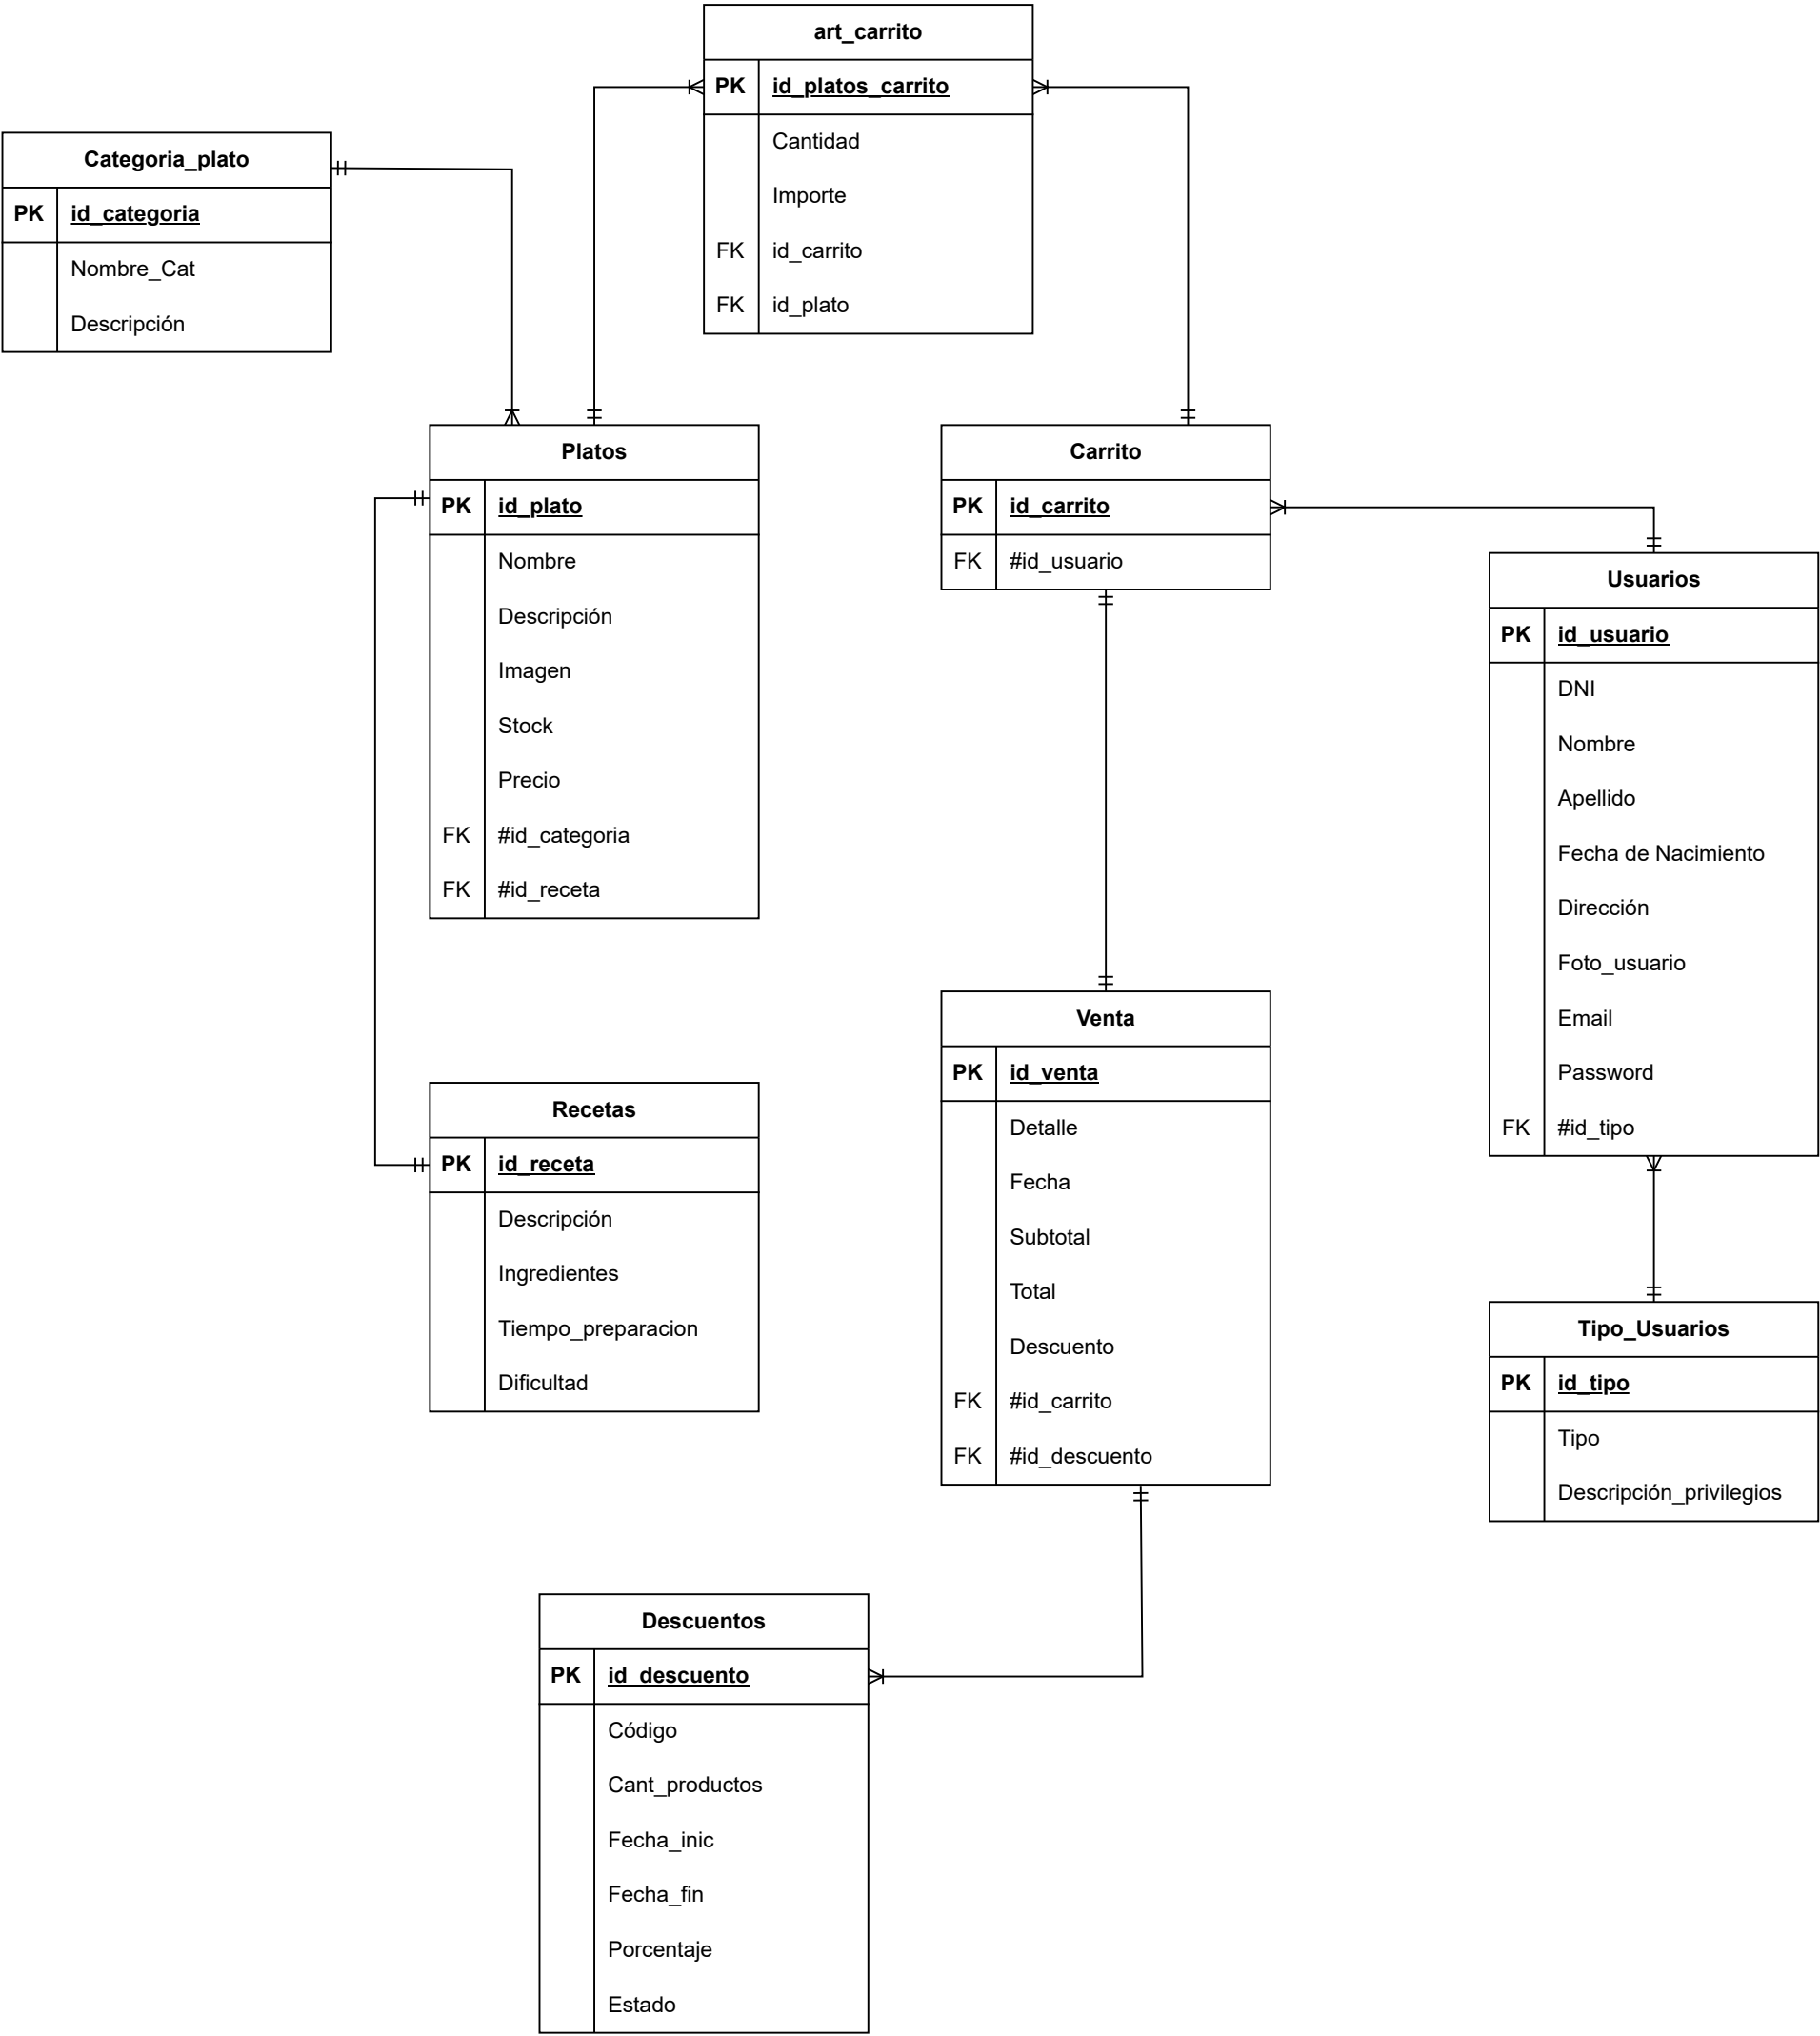 art_carrito
PK id_platos_carrito
Cantidad
Importe
FK id_carrito
FK id_plato
Categoria_plato
PK id_categoria
Nombre_Cat
Descripción
Platos
PK id_plato
Nombre
Descripción
Imagen
Stock
Precio
FK #id_categoria
FK #id_receta
Carrito
PK id_carrito
FK #id_usuario
Usuarios
PK id_usuario
DNI
Nombre
Apellido
Fecha de Nacimiento
Dirección
Foto_usuario
Email
Password
FK #id_tipo
Venta
PK id_venta
Detalle
Fecha
Subtotal
Total
Descuento
FK #id_carrito
FK #id_descuento
Recetas
PK id_receta
Descripción
Ingredientes
Tiempo_preparacion
Dificultad
Tipo_Usuarios
PK id_tipo
Tipo
Descripción_privilegios
Descuentos
PK id_descuento
Código
Cant_productos
Fecha_inic
Fecha_fin
Porcentaje
Estado